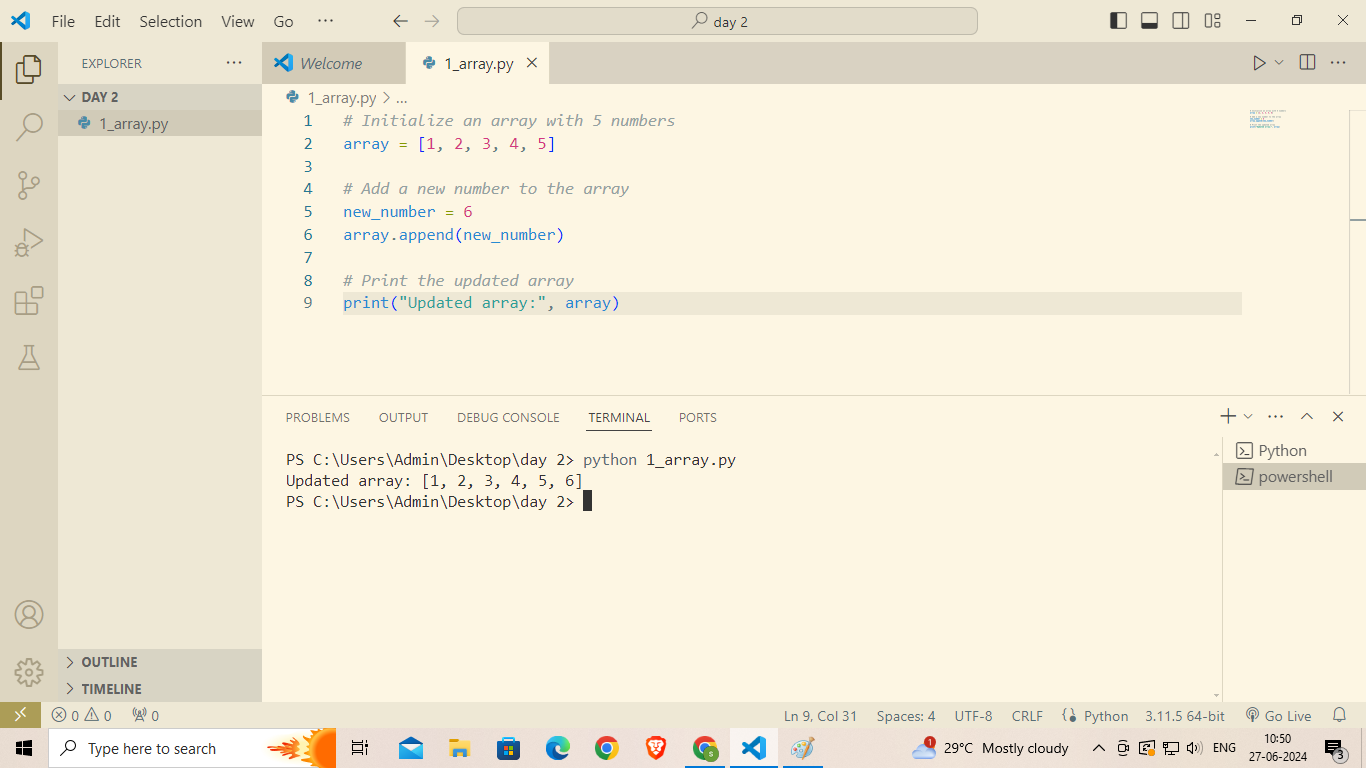 File Edit Selection View Go ···
day 2
EXPLORER ···
DAY 2
1_array.py
OUTLINE
TIMELINE
Welcome
1_array.py
1_array.py > ...
1 # Initialize an array with 5 numbers
2 array = [1, 2, 3, 4, 5]
3
4 # Add a new number to the array
5 new_number = 6
6 array.append(new_number)
7
8 # Print the updated array
9 print("Updated array:", array)
PROBLEMS OUTPUT DEBUG CONSOLE TERMINAL PORTS
PS C:\Users\Admin\Desktop\day 2> python 1_array.py
Updated array: [1, 2, 3, 4, 5, 6]
PS C:\Users\Admin\Desktop\day 2>
Python
powershell
0 0 0 Ln 9, Col 31 Spaces: 4 UTF-8 CRLF Python 3.11.5 64-bit Go Live
Type here to search
1
29°C Mostly cloudy
ENG
10:50
27-06-2024
3